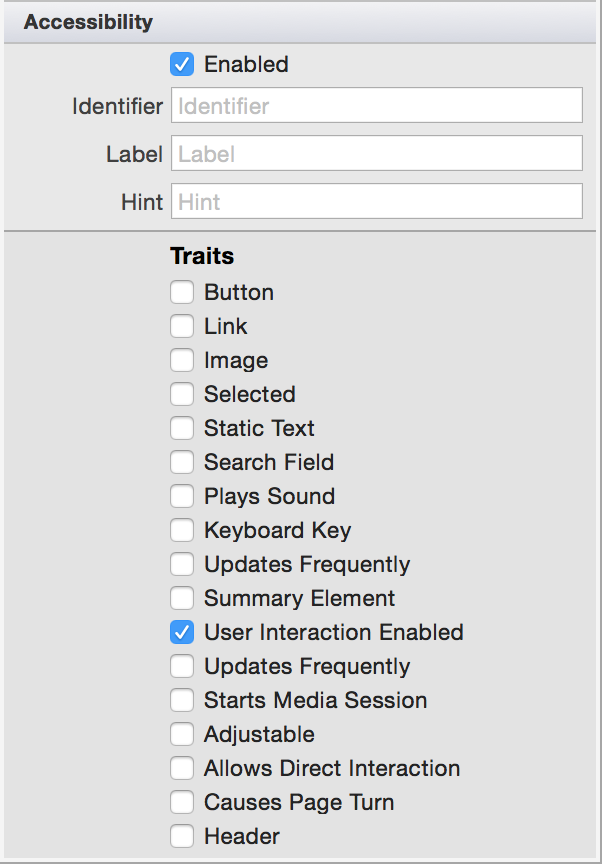 Accessibility
Enabled
Identifier Identifier
Label Label
Hint Hint
Traits
Button
Link
Image
Selected
Static Text
Search Field
Plays Sound
Keyboard Key
Updates Frequently
Summary Element
User Interaction Enabled
Updates Frequently
Starts Media Session
Adjustable
Allows Direct Interaction
Causes Page Turn
Header